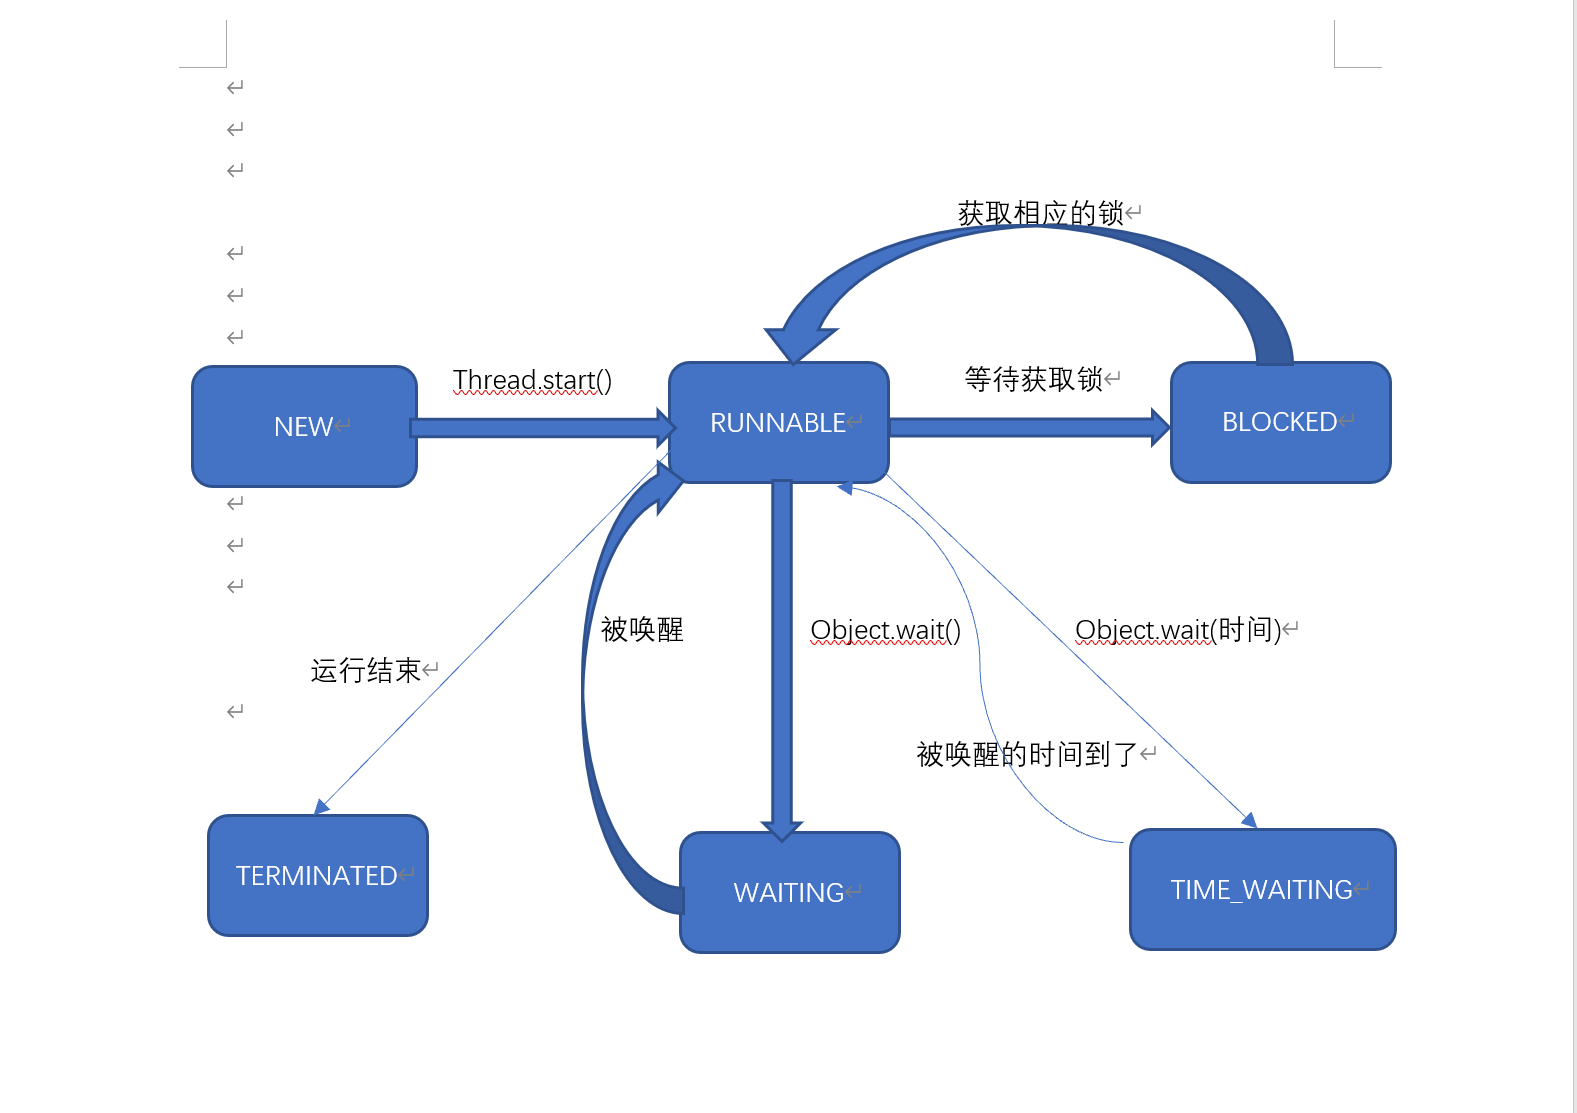 获取相应的锁
Thread.start()
等待获取锁
NEW
RUNNABLE
BLOCKED
被唤醒
Object.wait()
Object.wait(时间)
运行结束
被唤醒的时间到了
TERMINATED
WAITING
TIME_WAITING